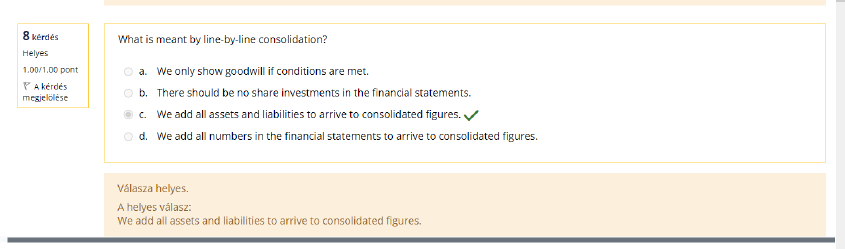 8 kérdés
Helyes
1,00/1,00 pont
A kérdés
megjelölése
What is meant by line-by-line consolidation?
a. We only show goodwill if conditions are met.
b. There should be no share investments in the financial statements.
c. We add all assets and liabilities to arrive to consolidated figures.
d. We add all numbers in the financial statements to arrive to consolidated figures.
Válasza helyes.
A helyes válasz:
We add all assets and liabilities to arrive to consolidated figures.